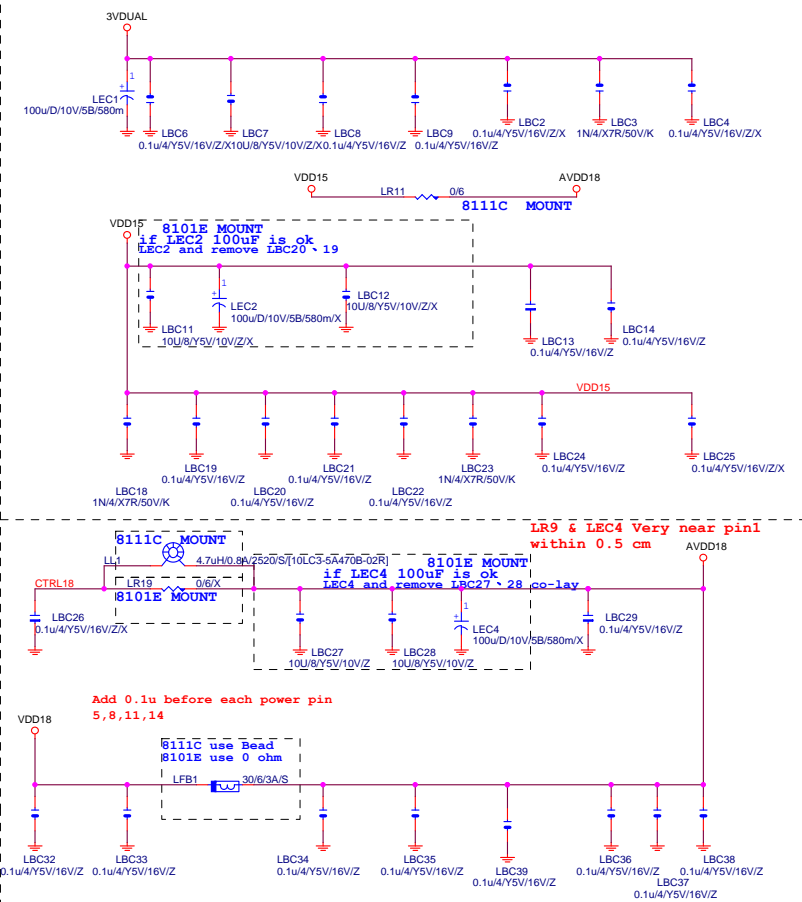 3VDUAL
1
LEC1
100u/D/10V/5B/580m
LBC6
0.1u/4/Y5V/16V/Z/X
LBC7
10U/8/Y5V/10V/Z/X
LBC8
0.1u/4/Y5V/16V/Z
LBC9
0.1u/4/Y5V/16V/Z
LBC2
0.1u/4/Y5V/16V/Z/X
LBC3
1N/4/X7R/50V/K
LBC4
0.1u/4/Y5V/16V/Z/X
VDD15
LR11
0/6
AVDD18
8111C MOUNT
VDD15
8101E MOUNT
if LEC2 100uF is ok
LEC2 and remove LBC20、19
LBC11
10U/8/Y5V/10V/Z/X
1
LEC2
100u/D/10V/5B/580m/X
LBC12
10U/8/Y5V/10V/Z/X
LBC13
0.1u/4/Y5V/16V/Z
LBC14
0.1u/4/Y5V/16V/Z
VDD15
LBC18
1N/4/X7R/50V/K
LBC19
0.1u/4/Y5V/16V/Z
LBC20
0.1u/4/Y5V/16V/Z
LBC21
0.1u/4/Y5V/16V/Z
LBC22
0.1u/4/Y5V/16V/Z
LBC23
1N/4/X7R/50V/K
LBC24
0.1u/4/Y5V/16V/Z
LBC25
0.1u/4/Y5V/16V/Z/X
LR9 & LEC4 Very near pin1
within 0.5 cm
AVDD18
8111C MOUNT
LL1
4.7uH/0.8A/2520/S/[10LC3-5A470B-02R]
CTRL18
LR19
0/6/X
8101E MOUNT
8101E MOUNT
if LEC4 100uF is ok
LEC4 and remove LBC27、28 co-lay
LBC26
0.1u/4/Y5V/16V/Z/X
LBC27
10U/8/Y5V/10V/Z
LBC28
10U/8/Y5V/10V/Z
1
LEC4
100u/D/10V/5B/580m/X
LBC29
0.1u/4/Y5V/16V/Z
Add 0.1u before each power pin
5,8,11,14
VDD18
8111C use Bead
8101E use 0 ohm
LFB1
30/6/3A/S
LBC32
0.1u/4/Y5V/16V/Z
LBC33
0.1u/4/Y5V/16V/Z
LBC34
0.1u/4/Y5V/16V/Z
LBC35
0.1u/4/Y5V/16V/Z
LBC39
0.1u/4/Y5V/16V/Z
LBC36
0.1u/4/Y5V/16V/Z
LBC37
0.1u/4/Y5V/16V/Z
LBC38
0.1u/4/Y5V/16V/Z